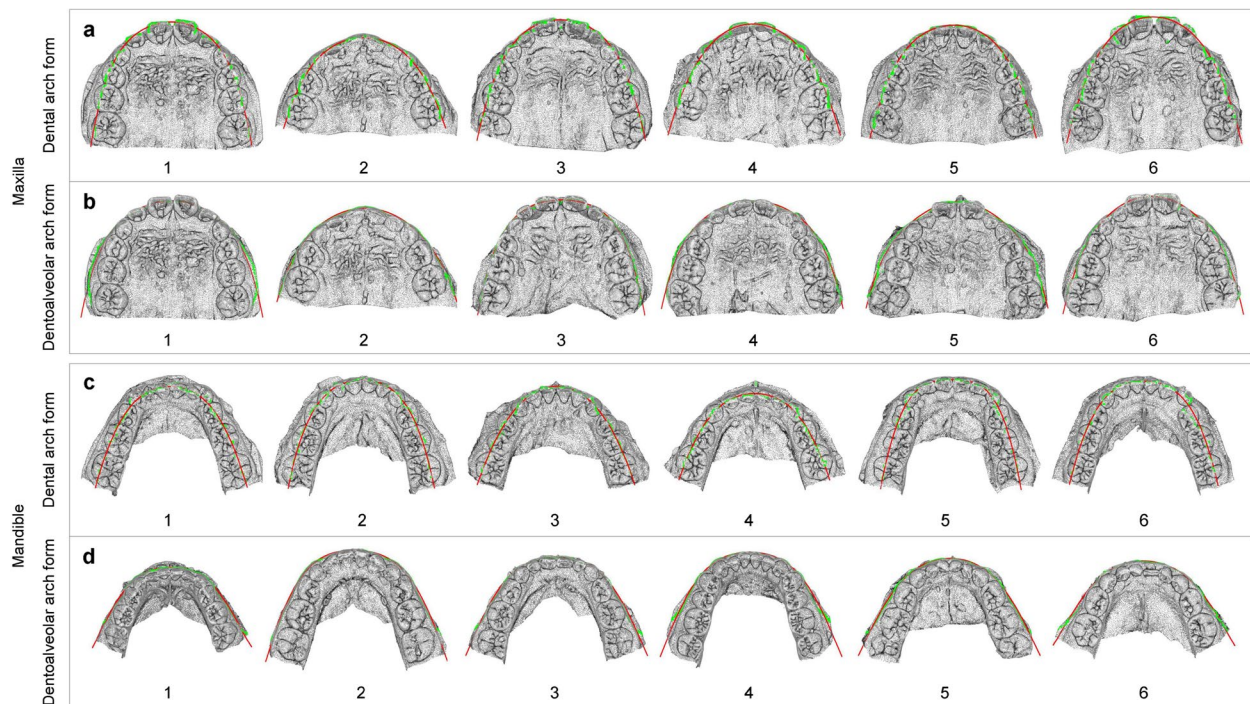 Maxilla
Dental arch form
a
1 2 3 4 5 6
Dentoalveolar arch form
b
1 2 3 4 5 6
Mandible
Dental arch form
c
1 2 3 4 5 6
Dentoalveolar arch form
d
1 2 3 4 5 6